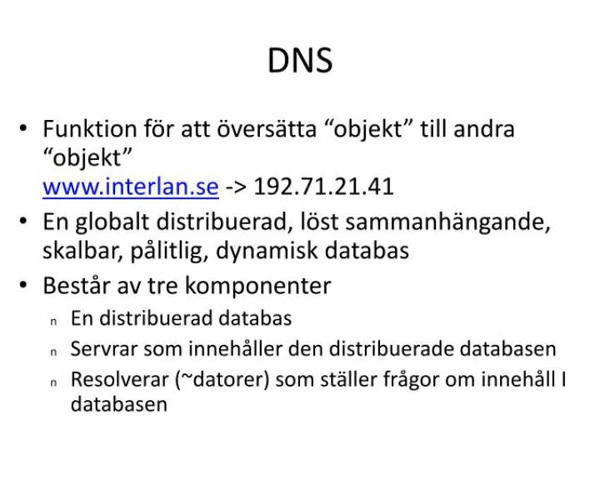 DNS
• Funktion för att översätta “objekt” till andra
“objekt”
www.interlan.se -> 192.71.21.41
• En globalt distribuerad, löst sammanhängande,
skalbar, pålitlig, dynamisk databas
• Består av tre komponenter
n En distribuerad databas
n Servrar som innehåller den distribuerade databasen
n Resolverar (~datorer) som ställer frågor om innehåll I
databasen